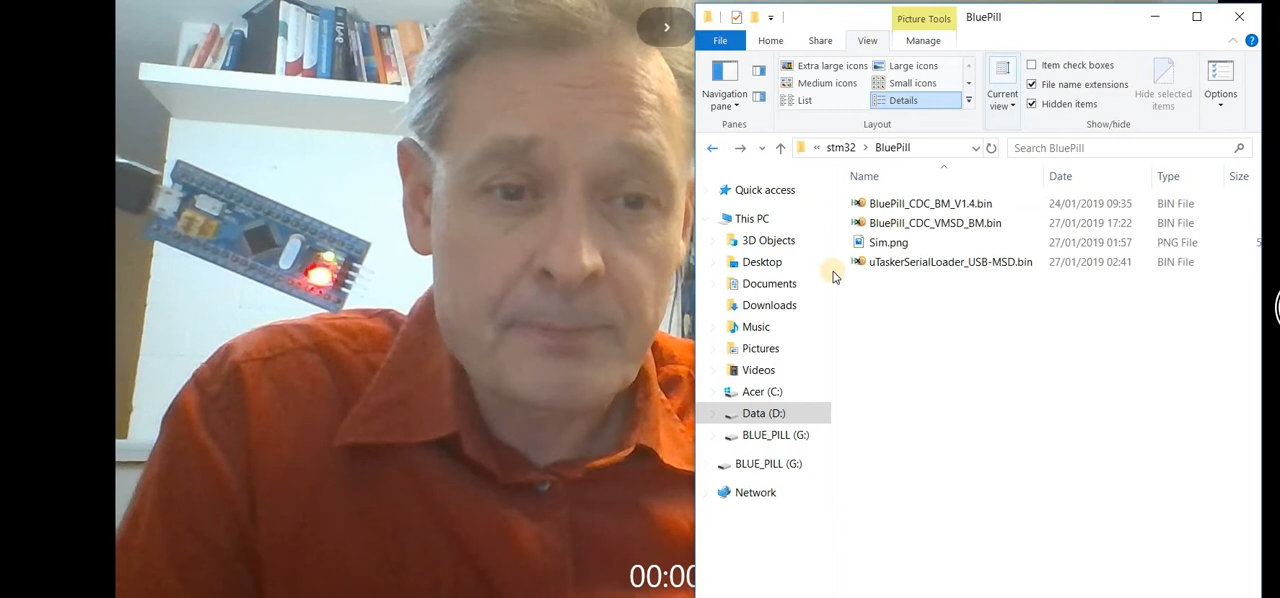 Picture Tools
BluePill
File
Home
Share
View
Manage
Navigation pane
Extra large icons
Large icons
Medium icons
Small icons
List
Details
Current view
Item check boxes
File name extensions
Hidden items
Hide selected items
Options
Panes
Layout
Show/hide
« stm32 > BluePill
Search BluePill
Name
Date
Type
Size
BluePill_CDC_BM_V1.4.bin 24/01/2019 09:35 BIN File
BluePill_CDC_VMSD_BM.bin 27/01/2019 17:22 BIN File
Sim.png 27/01/2019 01:57 PNG File 5
uTaskerSerialLoader_USB-MSD.bin 27/01/2019 02:41 BIN File
Quick access
This PC
3D Objects
Desktop
Documents
Downloads
Music
Pictures
Videos
Acer (C:)
Data (D:)
BLUE_PILL (G:)
BLUE_PILL (G:)
Network
00:00